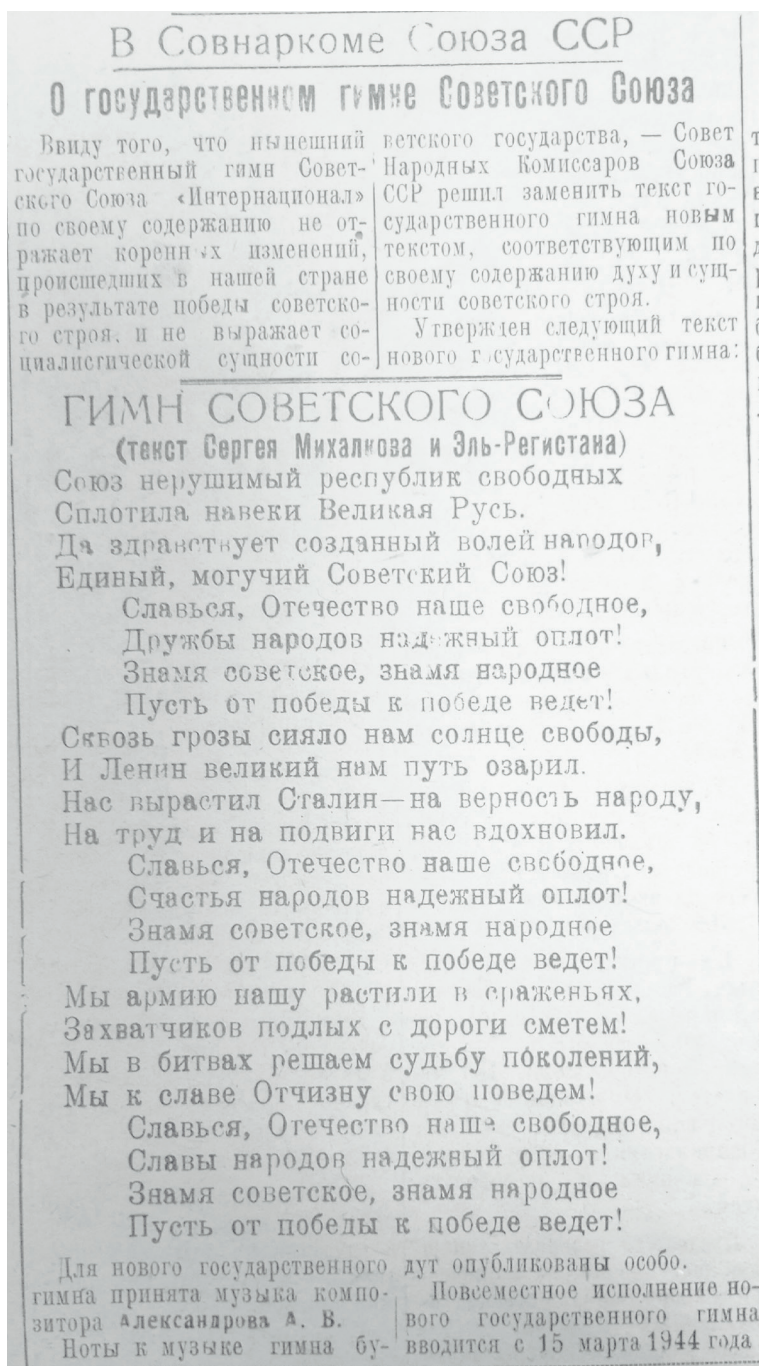 В Совнаркоме Союза ССР
О государственном гимне Советского Союза
Ввиду того, что нынешний
государственный гимн Совет-
ского Союза «Интернационал»
по своему содержанию не от-
ражает коренных изменений,
происшедших в нашей стране
в результате победы советско-
го строя, и не выражает со-
циалистической сущности со-
ветского государства, — Совет
Народных Комиссаров Союза
ССР решил заменить текст го-
сударственного гимна новым
текстом, соответствующим по
своему содержанию духу и сущ-
ности советского строя.
Утвержден следующий текст
нового государственного гимна:
ГИМН СОВЕТСКОГО СОЮЗА
(текст Сергея Михалкова и Эль-Регистана)
Союз нерушимый республик свободных
Сплотила навеки Великая Русь.
Да здравствует созданный волей народов,
Единый, могучий Советский Союз!
Славься, Отечество наше свободное,
Дружбы народов надежный оплот!
Знамя советское, знамя народное
Пусть от победы к победе ведет!
Сквозь грозы сияло нам солнце свободы,
И Ленин великий нам путь озарил.
Нас вырастил Сталин—на верность народу,
На труд и на подвиги нас вдохновил.
Славься, Отечество наше свободное,
Счастья народов надежный оплот!
Знамя советское, знамя народное
Пусть от победы к победе ведет!
Мы армию нашу растили в сраженьях,
Захватчиков подлых с дороги сметем!
Мы в битвах решаем судьбу поколений,
Мы к славе Отчизну свою поведем!
Славься, Отечество наше свободное,
Славы народов надежный оплот!
Знамя советское, знамя народное
Пусть от победы к победе ведет!
Для нового государственного
гимна принята музыка компо-
зитора Александрова А. В.
Ноты к музыке гимна бу-
дут опубликованы особо.
Повсеместное исполнение но-
вого государственного гимна
вводится с 15 марта 1944 года